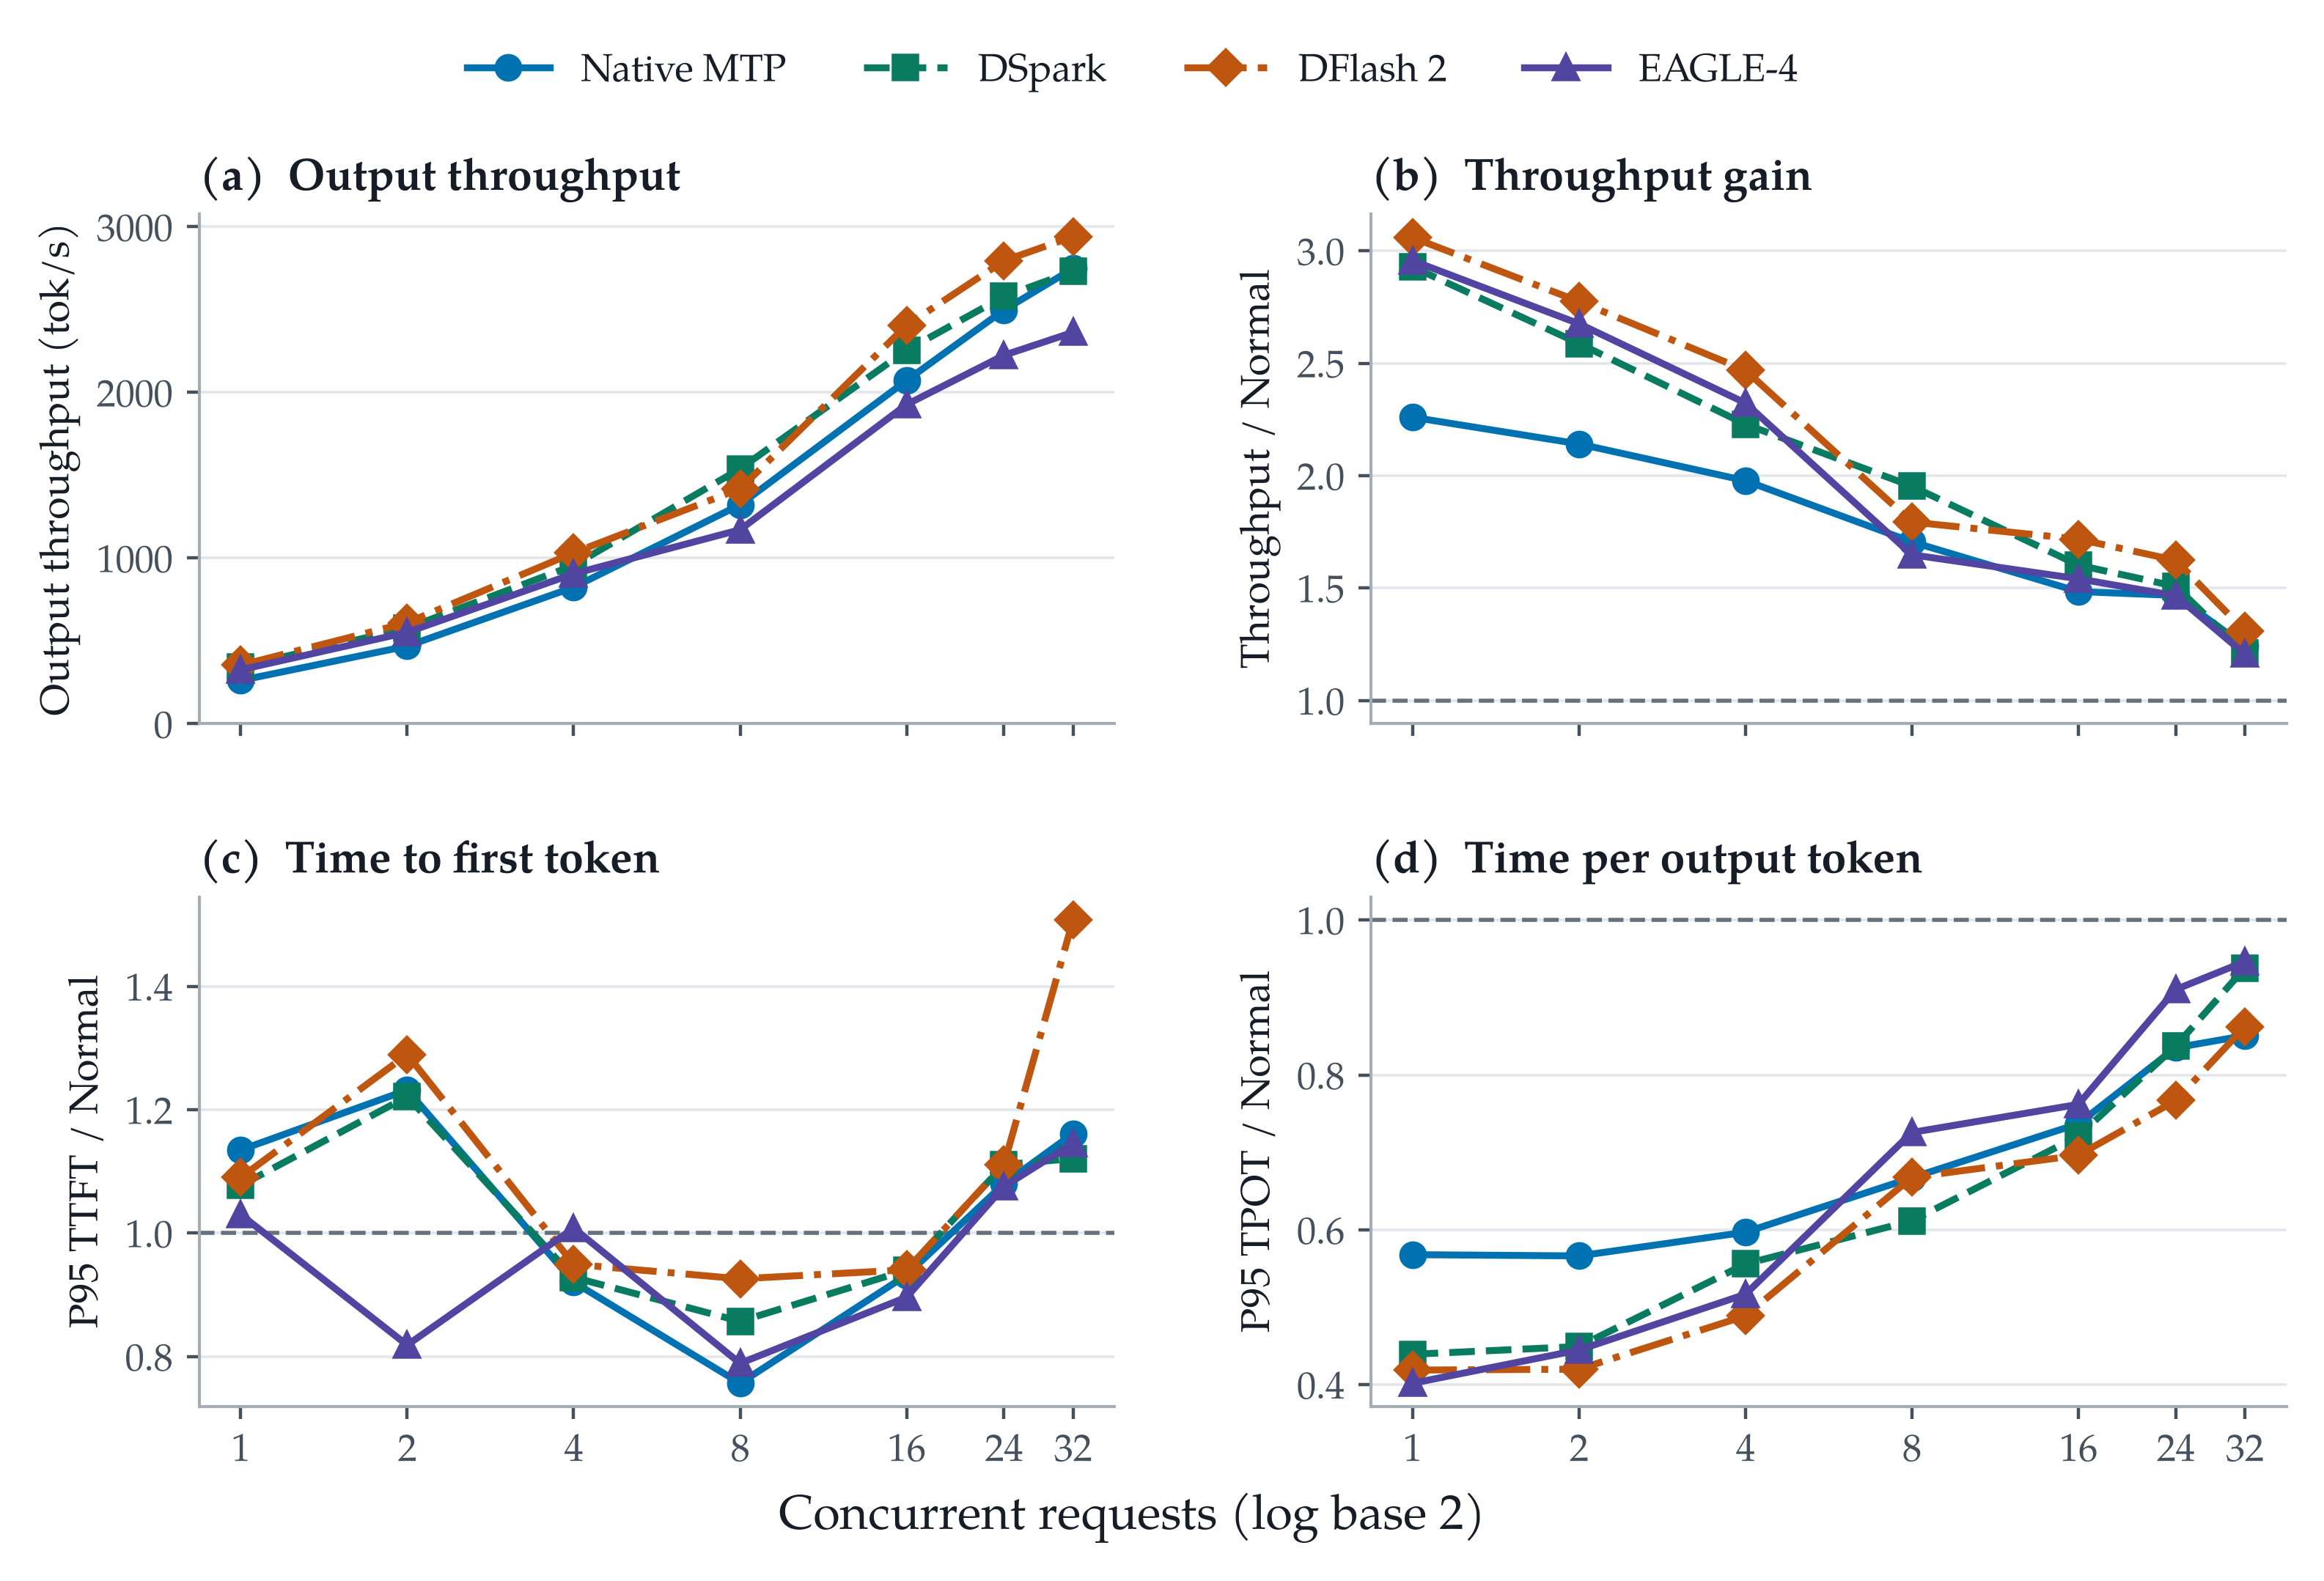 Native MTP DSpark DFlash 2 EAGLE-4
(a) Output throughput
Output throughput (tok/s)
3000
2000
1000
0
(b) Throughput gain
Throughput / Normal
3.0
2.5
2.0
1.5
1.0
(c) Time to first token
P95 TTFT / Normal
1.4
1.2
1.0
0.8
1 2 4 8 16 24 32
(d) Time per output token
P95 TPOT / Normal
1.0
0.8
0.6
0.4
1 2 4 8 16 24 32
Concurrent requests (log base 2)